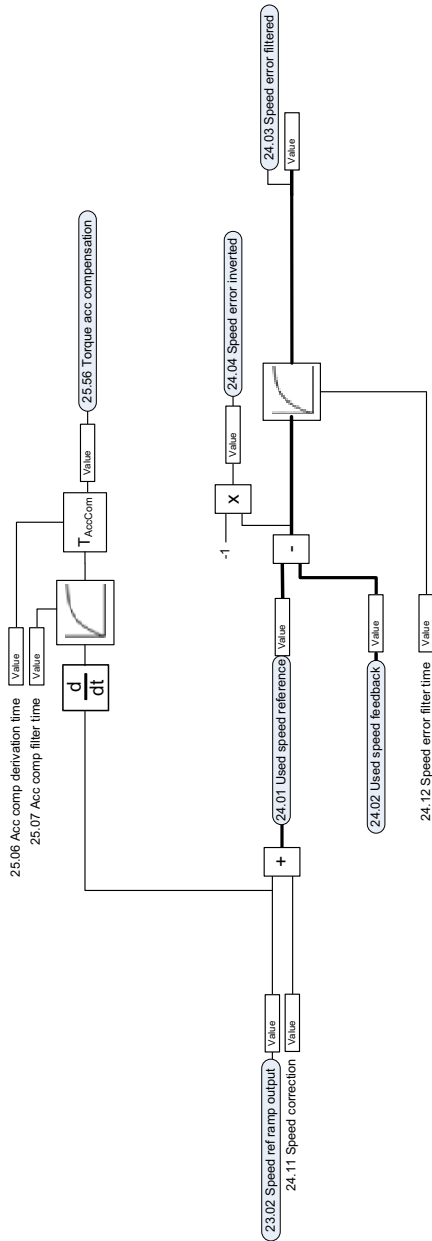 25.06 Acc comp derivation time
Value
25.07 Acc comp filter time
Value
d
dt
T AccCom
Value
25.56 Torque acc compensation
-1
x
Value
24.04 Speed error inverted
23.02 Speed ref ramp output
Value
24.11 Speed correction
Value
+
24.01 Used speed reference
Value
-
24.02 Used speed feedback
Value
24.03 Speed error filtered
Value
24.12 Speed error filter time
Value